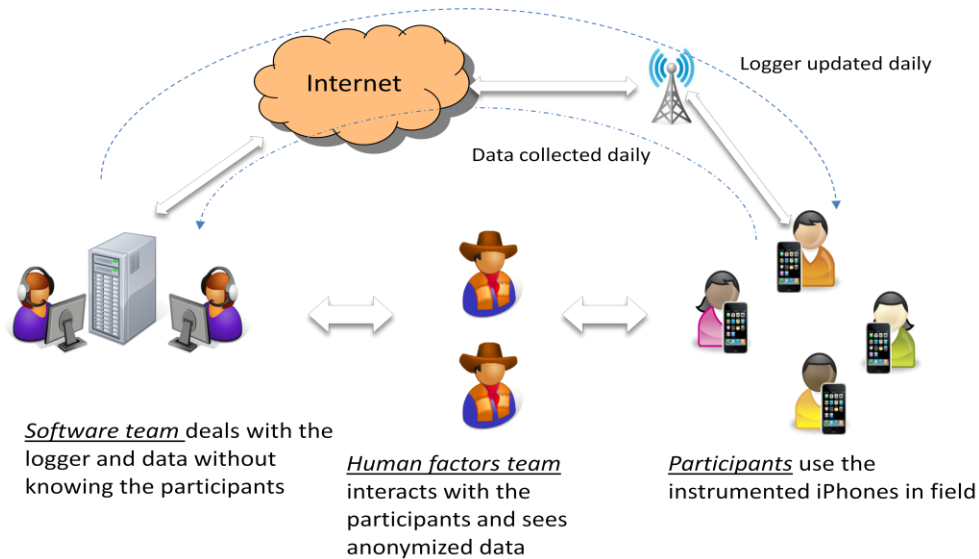 Internet
Logger updated daily
Data collected daily
Software team deals with the
logger and data without
knowing the participants
Human factors team
interacts with the
participants and sees
anonymized data
Participants use the
instrumented iPhones in field